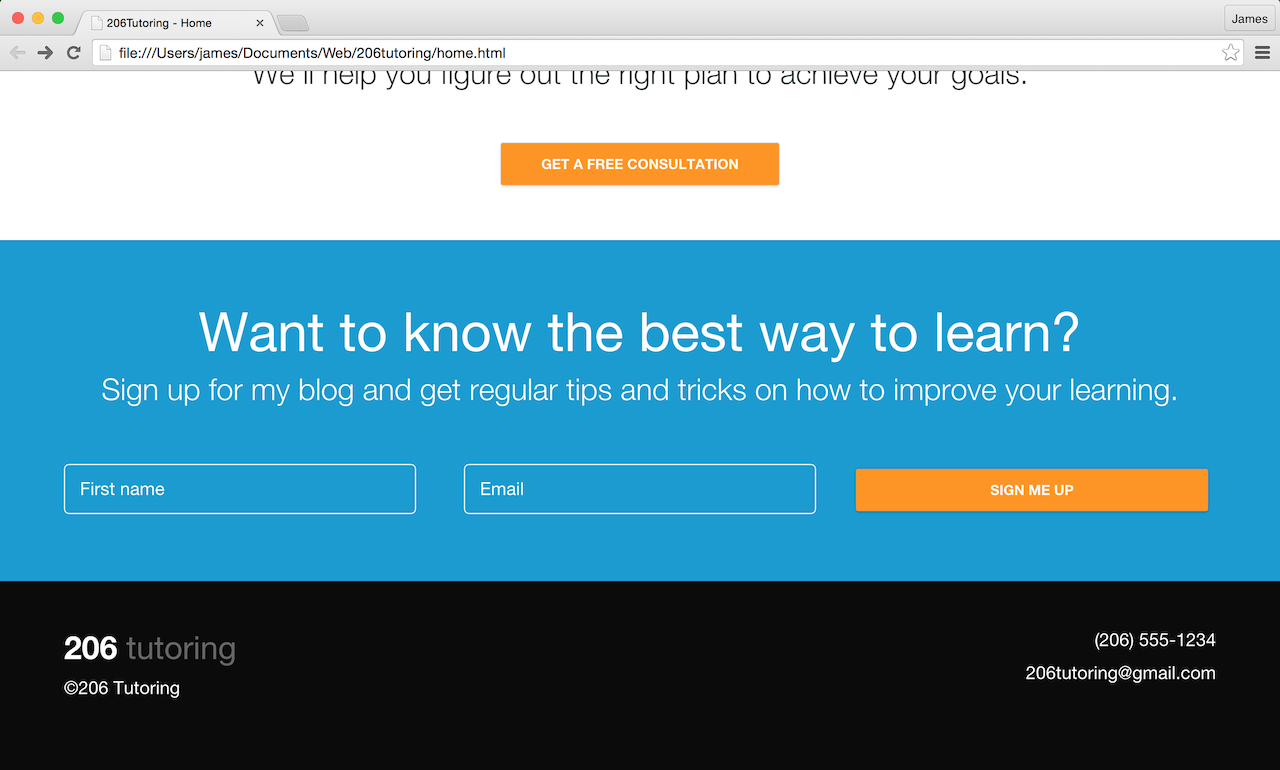 206Tutoring - Home
James
file:///Users/james/Documents/Web/206tutoring/home.html
We'll help you figure out the right plan to achieve your goals.
GET A FREE CONSULTATION
Want to know the best way to learn?
Sign up for my blog and get regular tips and tricks on how to improve your learning.
First name
Email
SIGN ME UP
206 tutoring
©206 Tutoring
(206) 555-1234
206tutoring@gmail.com